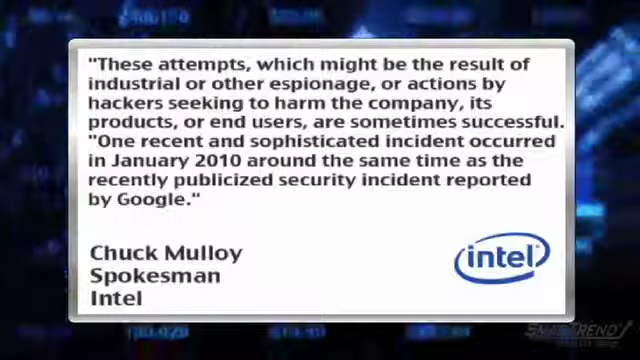 "These attempts, which might be the result of
industrial or other espionage, or actions by
hackers seeking to harm the company, its
products, or end users, are sometimes successful.
"One recent and sophisticated incident occurred
in January 2010 around the same time as the
recently publicized security incident reported
by Google."
Chuck Mulloy
Spokesman
Intel
intel